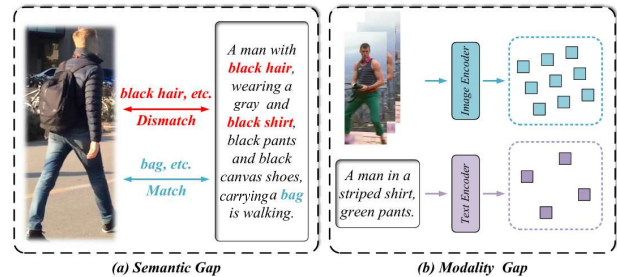 black hair, etc.
Dismatch
bag, etc.
Match
A man with
black hair,
wearing a
gray and
black shirt,
black pants
and black
canvas shoes,
carrying a bag
is walking.
(a) Semantic Gap
Image Encoder
A man in a
striped shirt,
green pants.
Text Encoder
(b) Modality Gap